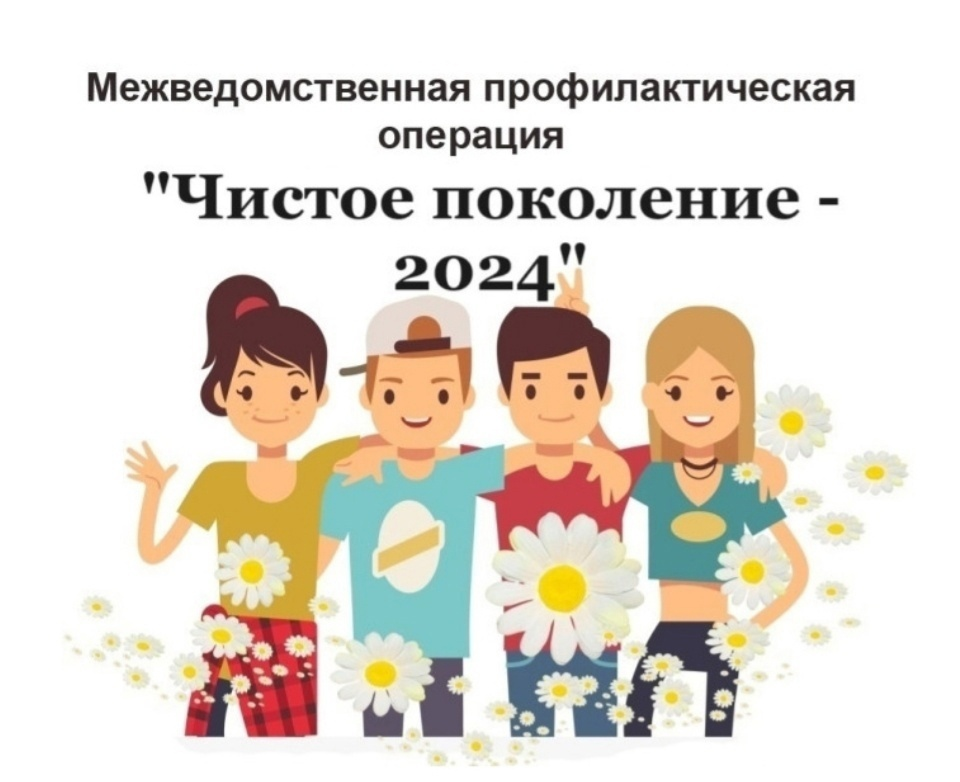 Межведомственная профилактическая
операция
"Чистое поколение -
2024"